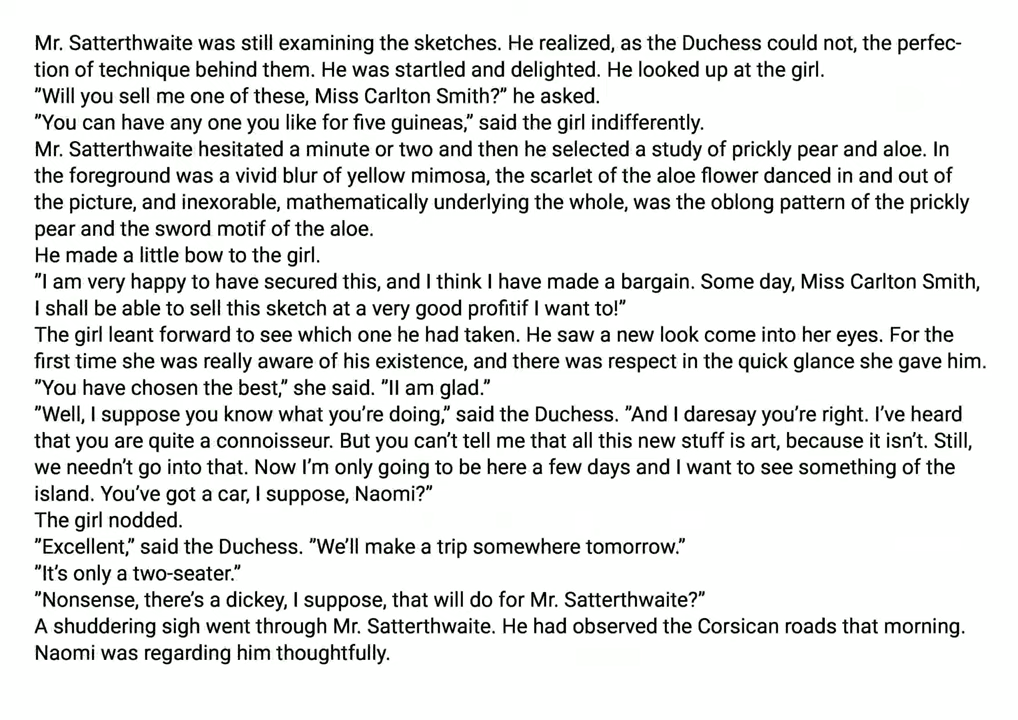 Mr. Satterthwaite was still examining the sketches. He realized, as the Duchess could not, the perfec-
tion of technique behind them. He was startled and delighted. He looked up at the girl.
”Will you sell me one of these, Miss Carlton Smith?” he asked.
”You can have any one you like for five guineas,” said the girl indifferently.
Mr. Satterthwaite hesitated a minute or two and then he selected a study of prickly pear and aloe. In
the foreground was a vivid blur of yellow mimosa, the scarlet of the aloe flower danced in and out of
the picture, and inexorable, mathematically underlying the whole, was the oblong pattern of the prickly
pear and the sword motif of the aloe.
He made a little bow to the girl.
”I am very happy to have secured this, and I think I have made a bargain. Some day, Miss Carlton Smith,
I shall be able to sell this sketch at a very good profitif I want to!”
The girl leant forward to see which one he had taken. He saw a new look come into her eyes. For the
first time she was really aware of his existence, and there was respect in the quick glance she gave him.
”You have chosen the best,” she said. ”II am glad.”
”Well, I suppose you know what you’re doing,” said the Duchess. ”And I daresay you’re right. I’ve heard
that you are quite a connoisseur. But you can’t tell me that all this new stuff is art, because it isn’t. Still,
we needn’t go into that. Now I’m only going to be here a few days and I want to see something of the
island. You’ve got a car, I suppose, Naomi?”
The girl nodded.
”Excellent,” said the Duchess. ”We’ll make a trip somewhere tomorrow.”
”It’s only a two-seater.”
”Nonsense, there’s a dickey, I suppose, that will do for Mr. Satterthwaite?”
A shuddering sigh went through Mr. Satterthwaite. He had observed the Corsican roads that morning.
Naomi was regarding him thoughtfully.